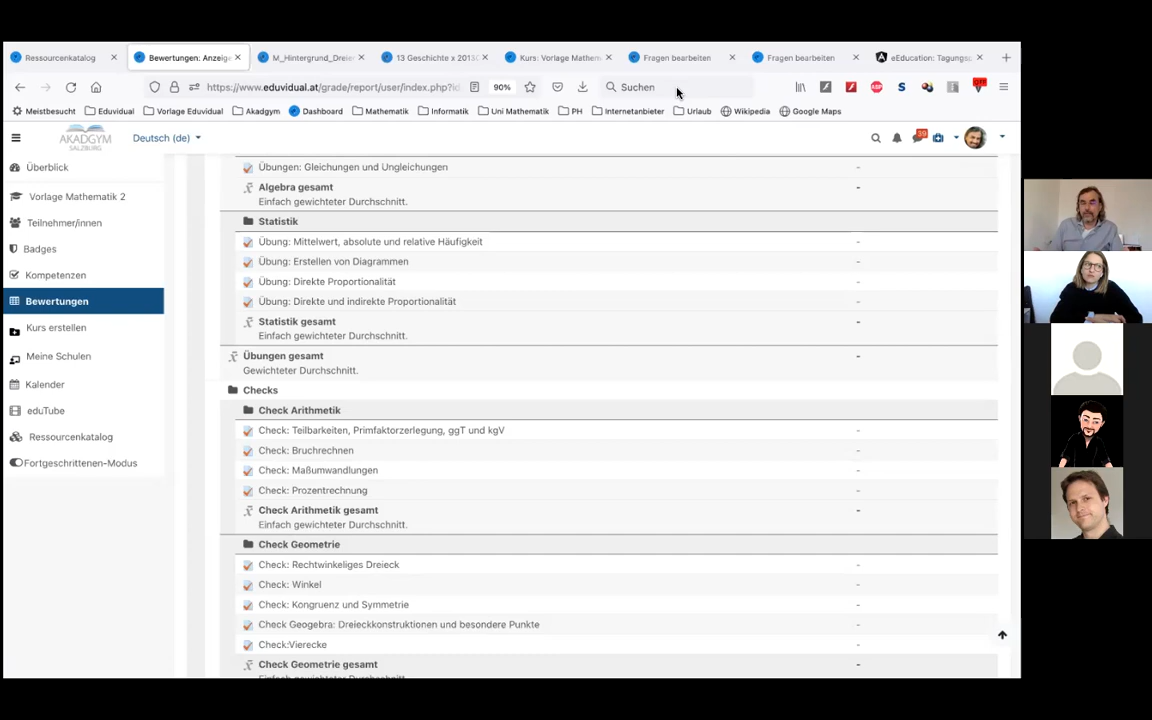 Ressourcenkatalog
Bewertungen: Anzeige
M_Hintergrund_Dreie
13 Geschichte x 2013
Kurs: Vorlage Mathem
Fragen bearbeiten
Fragen bearbeiten
eEducation: Tagungs
https://www.eduvidual.at/grade/report/user/index.php?id
90%
Suchen
OFF
Meistbesucht
Eduvidual
Vorlage Eduvidual
Akadgym
Dashboard
Mathematik
Informatik
Uni Mathematik
PH
Internetanbieter
Urlaub
Wikipedia
Google Maps
AKADGYM
SALZBURG
Deutsch (de)
39
Überblick
Vorlage Mathematik 2
Teilnehmer/innen
Badges
Kompetenzen
Bewertungen
Kurs erstellen
Meine Schulen
Kalender
eduTube
Ressourcenkatalog
Fortgeschrittenen-Modus
Übungen: Gleichungen und Ungleichungen -
Algebra gesamt -
Einfach gewichteter Durchschnitt.
Statistik
Übung: Mittelwert, absolute und relative Häufigkeit -
Übung: Erstellen von Diagrammen -
Übung: Direkte Proportionalität -
Übung: Direkte und indirekte Proportionalität -
Statistik gesamt -
Einfach gewichteter Durchschnitt.
Übungen gesamt -
Gewichteter Durchschnitt.
Checks
Check Arithmetik
Check: Teilbarkeiten, Primfaktorzerlegung, ggT und kgV -
Check: Bruchrechnen -
Check: Maßumwandlungen -
Check: Prozentrechnung -
Check Arithmetik gesamt -
Einfach gewichteter Durchschnitt.
Check Geometrie
Check: Rechtwinkeliges Dreieck -
Check: Winkel -
Check: Kongruenz und Symmetrie -
Check Geogebra: Dreieckkonstruktionen und besondere Punkte -
Check:Vierecke -
Check Geometrie gesamt -